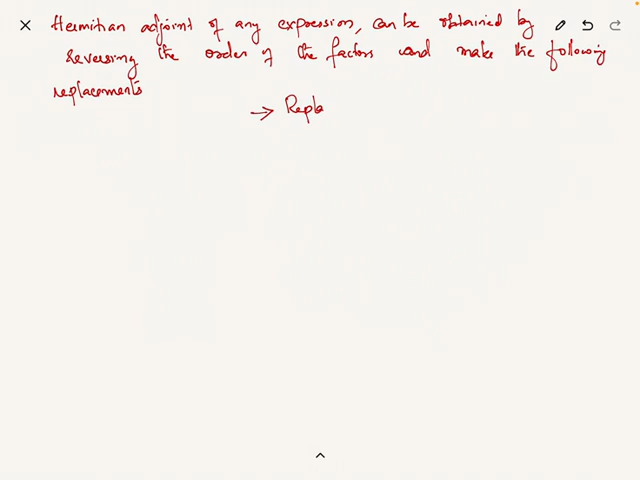 Hermitian adjoint of any expression, can be obtained by
reversing the order of the factors and make the following
replacements
→ Repla